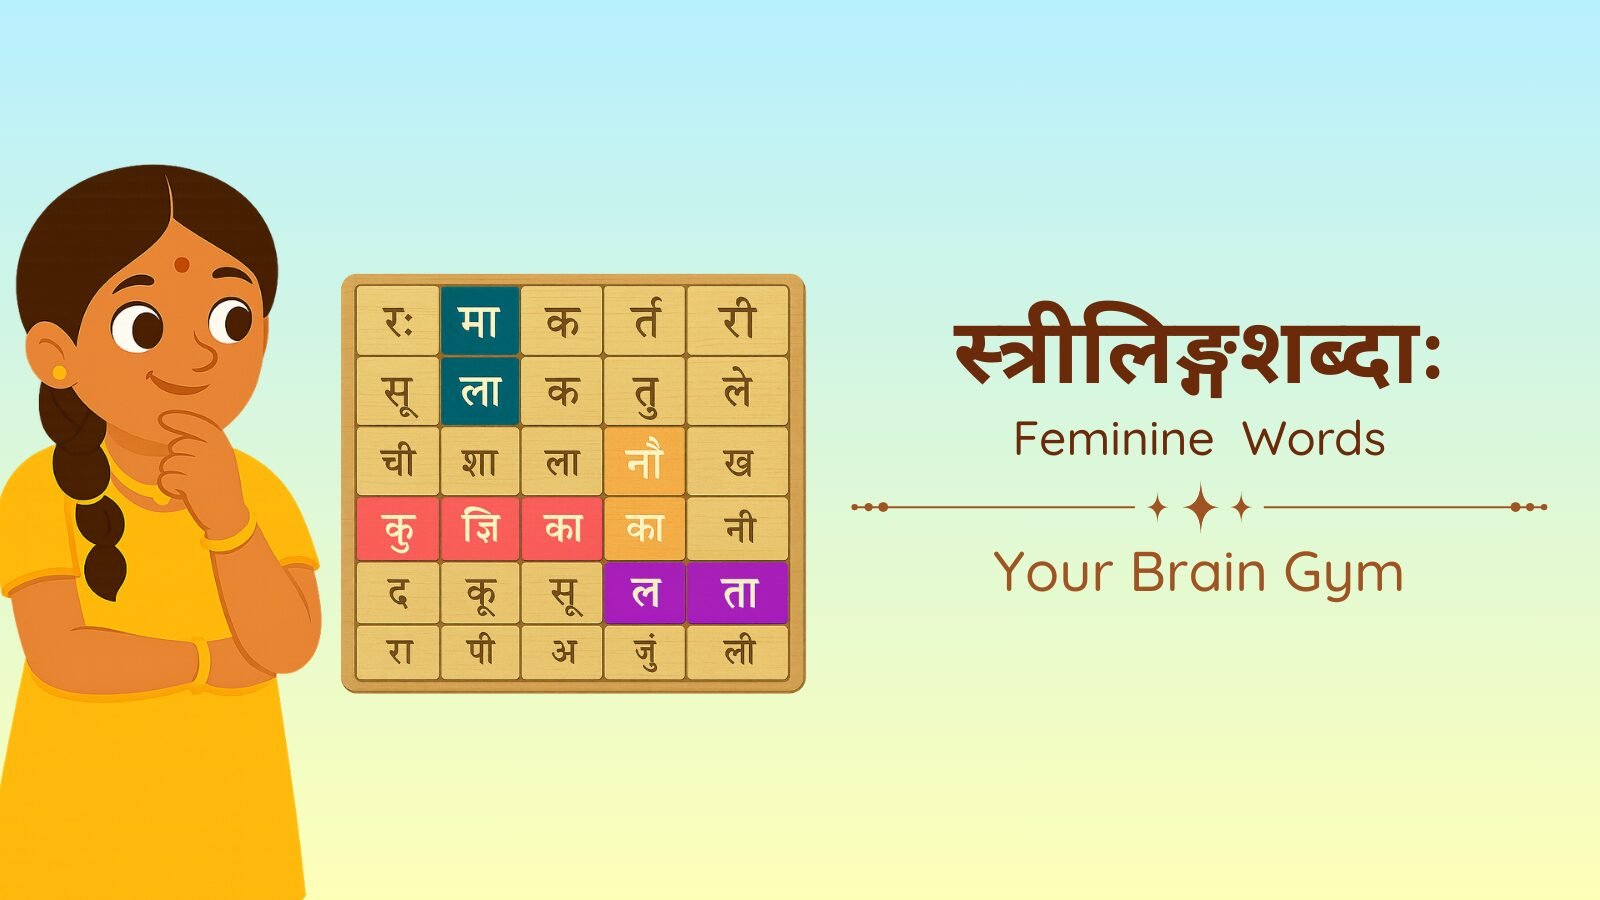 रः मा क र्त री
सू ला क तु ले
ची शा ला नौ ख
कु ज्ञि का का नी
द कू सू ल ता
रा पी अ जुं ली
स्त्रीलिङ्गशब्दाः
Feminine Words
Your Brain Gym